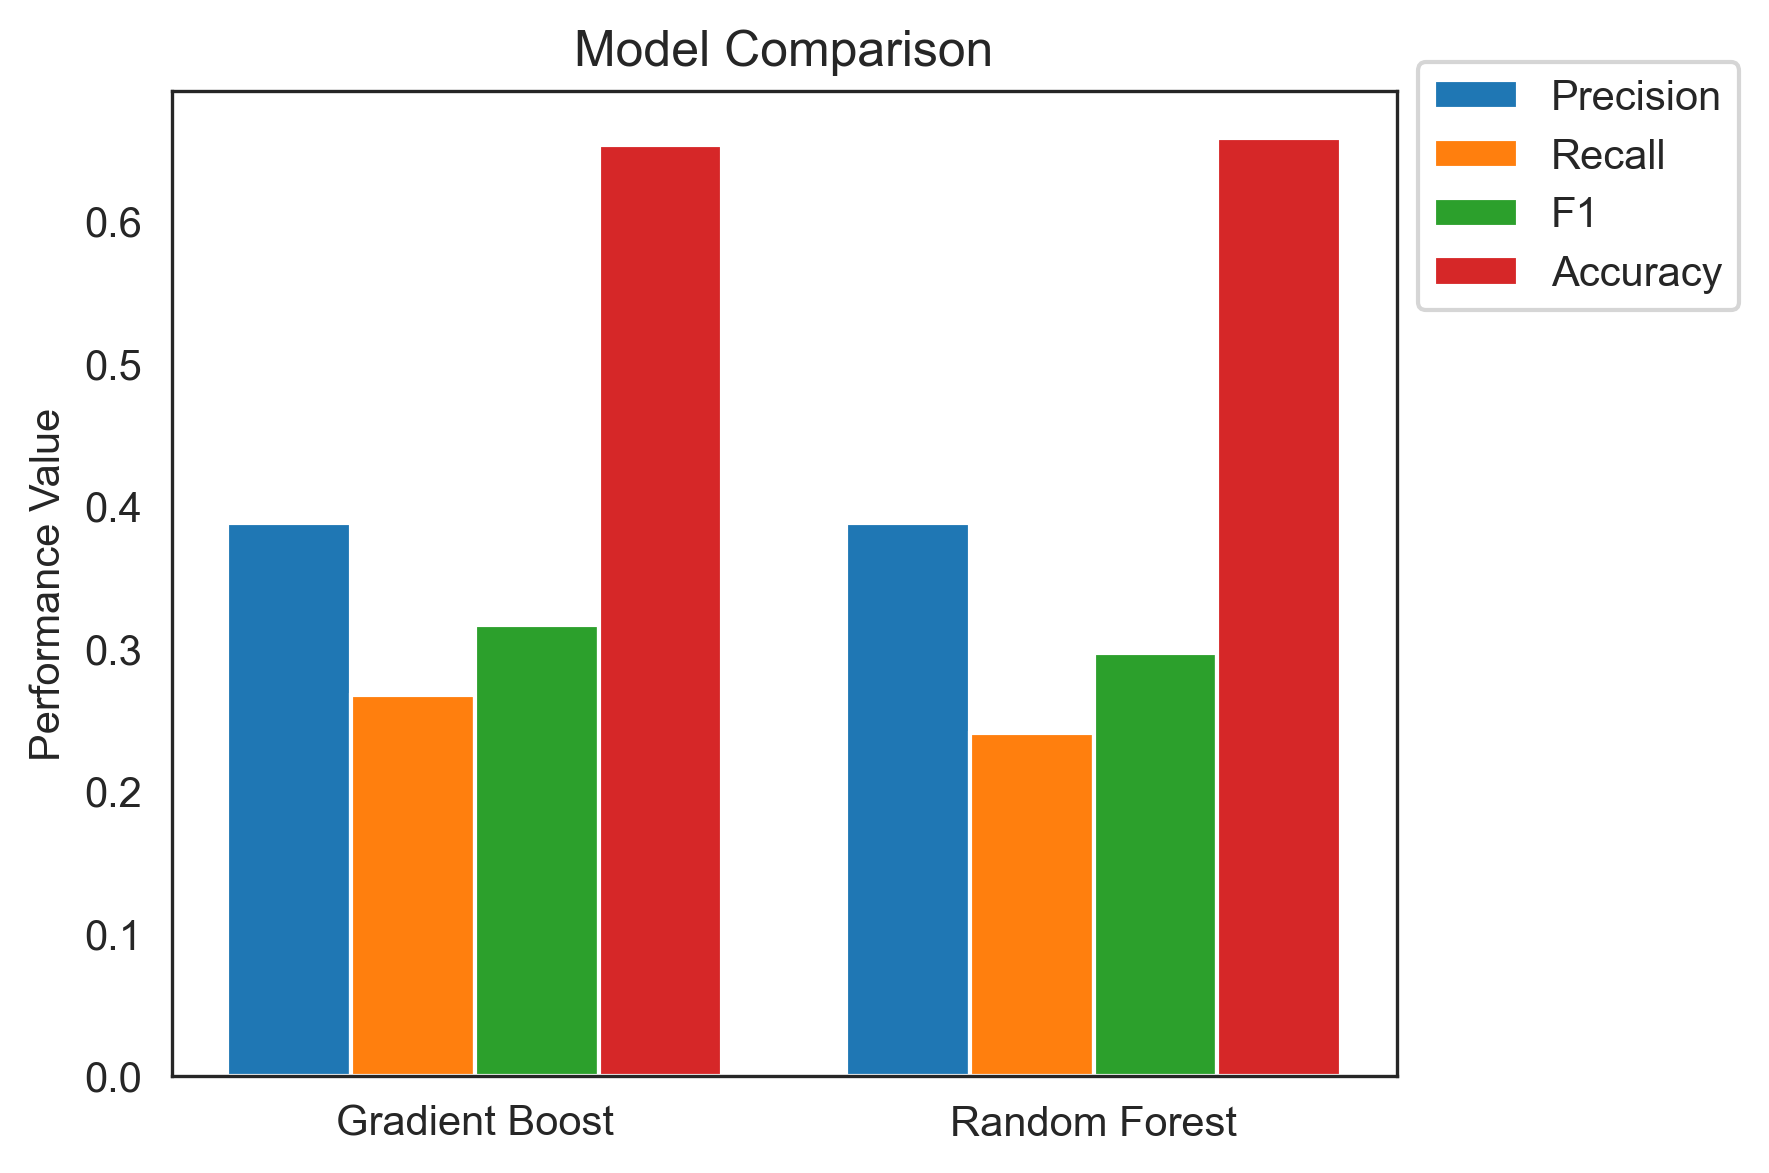 Model Comparison
Precision
Recall
F1
Accuracy
Performance Value
0.6
0.5
0.4
0.3
0.2
0.1
0.0
Gradient Boost
Random Forest